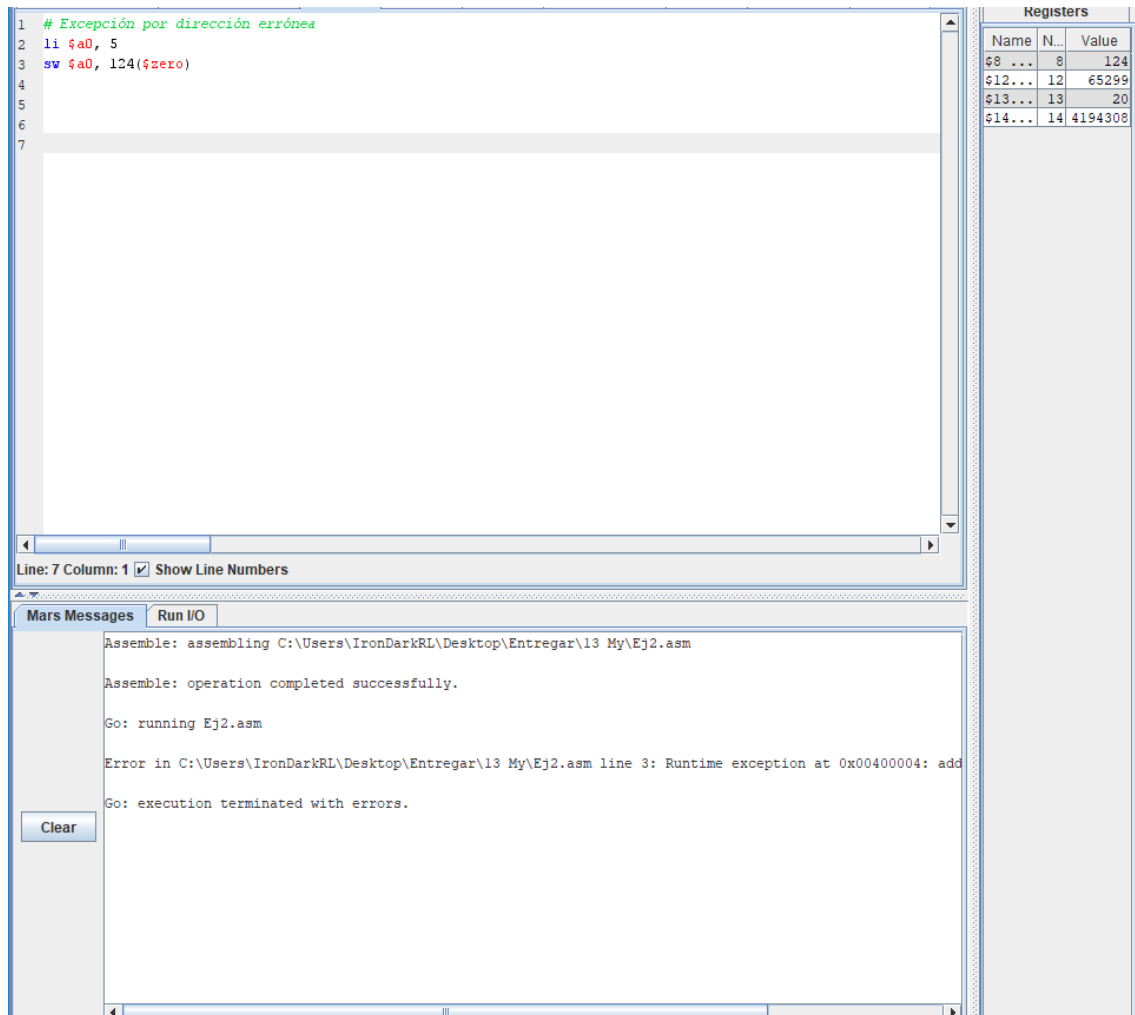 1 # Excepción por dirección errónea
2 li $a0, 5
3 sw $a0, 124($zero)
4
5
6
7
Line: 7 Column: 1 Show Line Numbers
Mars Messages Run I/O
Assemble: assembling C:\Users\IronDarkRL\Desktop\Entregar\13 My\Ej2.asm
Assemble: operation completed successfully.
Go: running Ej2.asm
Error in C:\Users\IronDarkRL\Desktop\Entregar\13 My\Ej2.asm line 3: Runtime exception at 0x00400004: add
Go: execution terminated with errors.
Clear
Registers
Name N... Value
$8 ... 8 124
$12... 12 65299
$13... 13 20
$14... 14 4194308